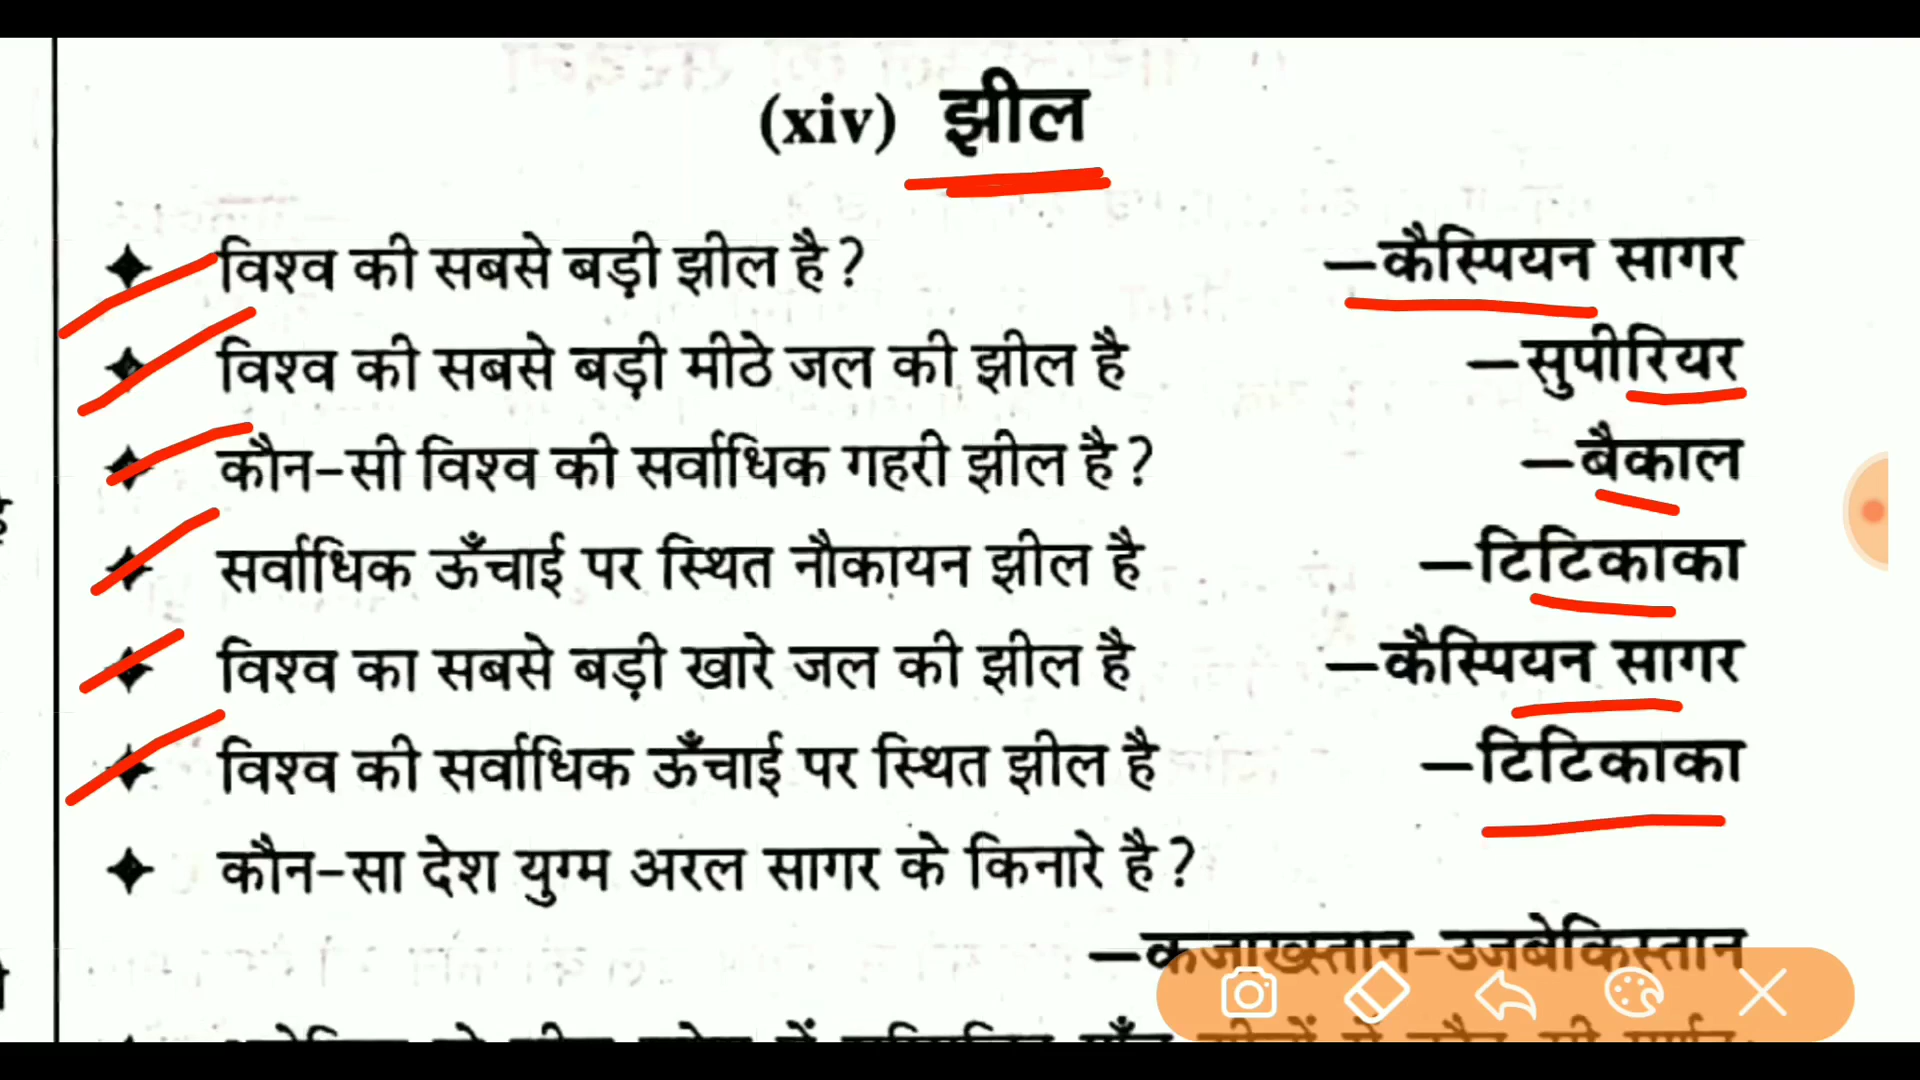 (xiv) झील
विश्व की सबसे बड़ी झील है? —कैस्पियन सागर
विश्व की सबसे बड़ी मीठे जल की झील है —सुपीरियर
कौन-सी विश्व की सर्वाधिक गहरी झील है? —बैकाल
सर्वाधिक ऊँचाई पर स्थित नौकायन झील है —टिटिकाका
विश्व का सबसे बड़ी खारे जल की झील है —कैस्पियन सागर
विश्व की सर्वाधिक ऊँचाई पर स्थित झील है —टिटिकाका
कौन-सा देश युग्म अरल सागर के किनारे है?
—कजाख्स्तान-उजबेकिस्तान